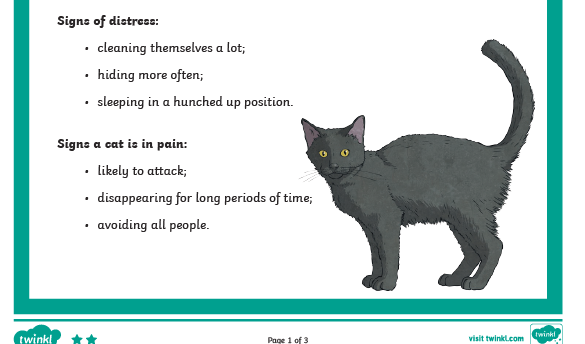 Signs of distress:
• cleaning themselves a lot;
• hiding more often;
• sleeping in a hunched up position.
Signs a cat is in pain:
• likely to attack;
• disappearing for long periods of time;
• avoiding all people.
twinkl
Page 1 of 3
visit twinkl.com
twinkl